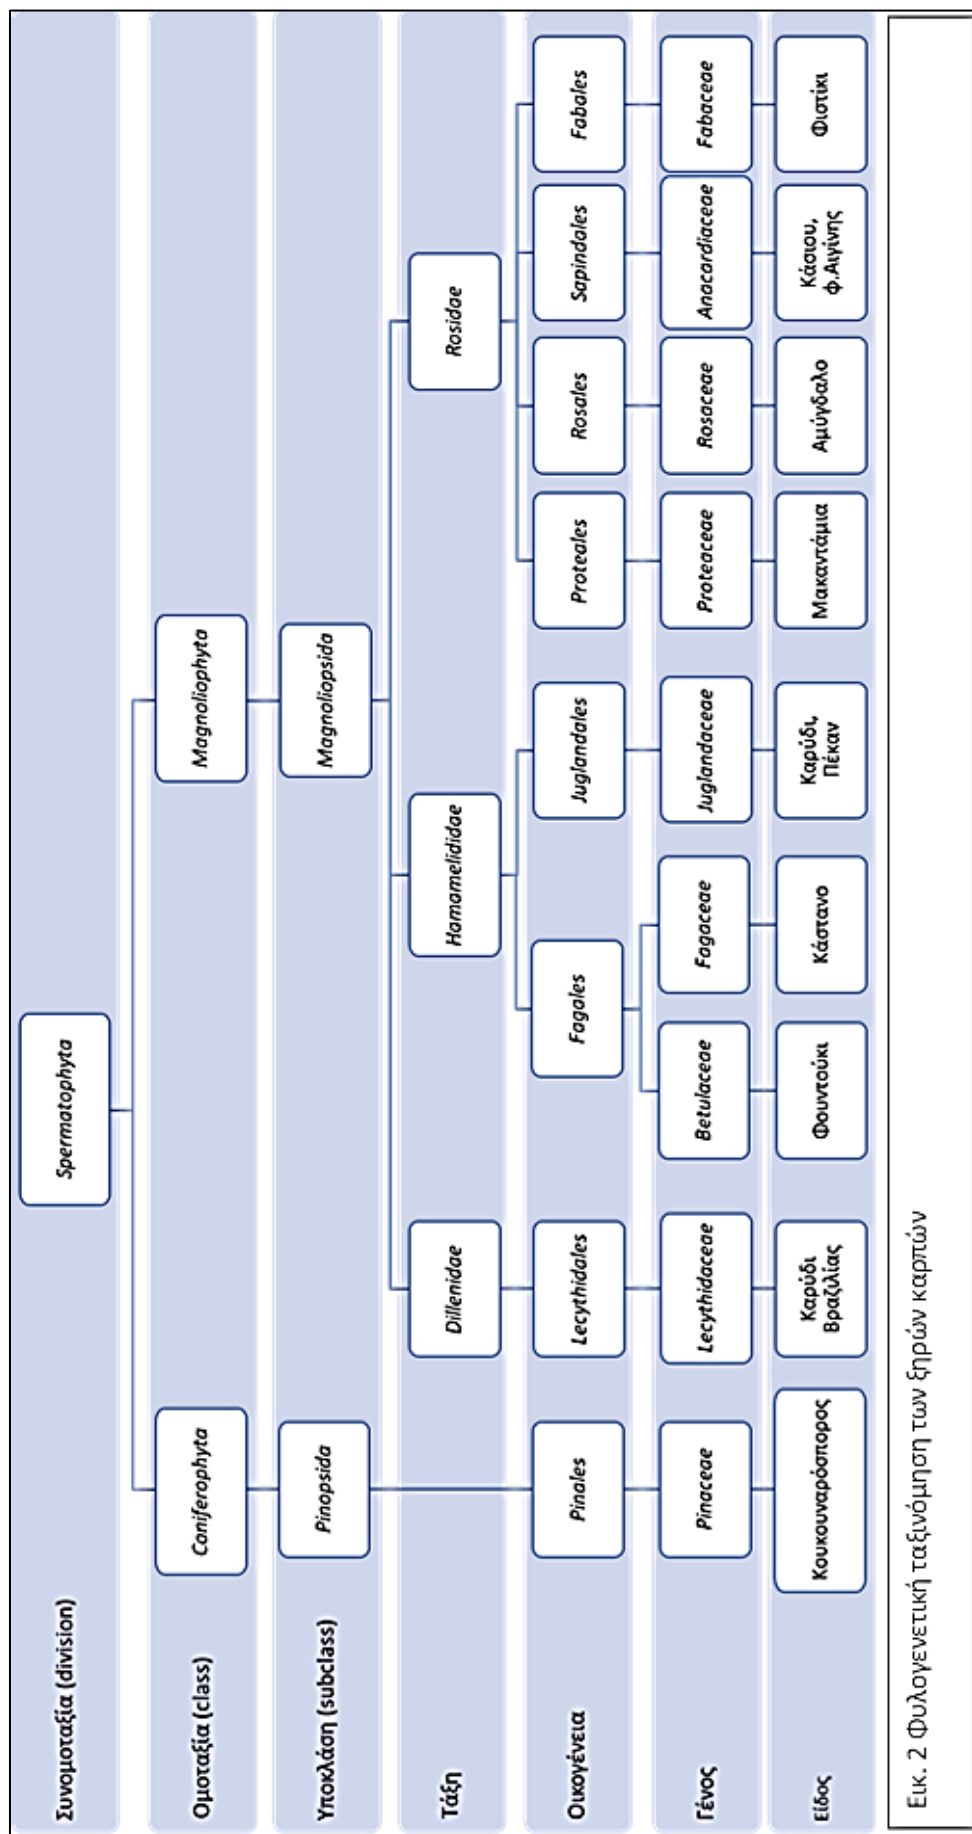 Συνομοταξία (division)
Spermatophyta
Ομοταξία (class)
Coniferophyta
Magnoliophyta
Υποκλάση (subclass)
Pinopsida
Magnoliopsida
Τάξη
Dillenidae
Hamamelididae
Rosidae
Οικογένεια
Pinales
Lecythidales
Fagales
Juglandales
Proteales
Rosales
Sapindales
Fabales
Γένος
Pinaceae
Lecythidaceae
Betulaceae
Fagaceae
Juglandaceae
Proteaceae
Rosaceae
Anacardiaceae
Fabaceae
Είδος
Κουκουναρόσπορος
Καρύδι
Βραζιλίας
Φουντούκι
Κάστανο
Καρύδι,
Πέκαν
Μακαντάμια
Αμύγδαλο
Κάσιου,
φ.Αιγίνης
Φιστίκι
Εικ. 2 Φυλογενετική ταξινόμηση των ξηρών καρπών